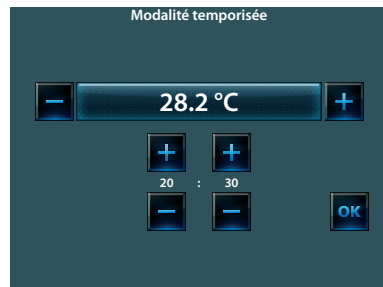 Modalité temporisée
− 28.2 °C +
+ +
20 : 30
− − OK